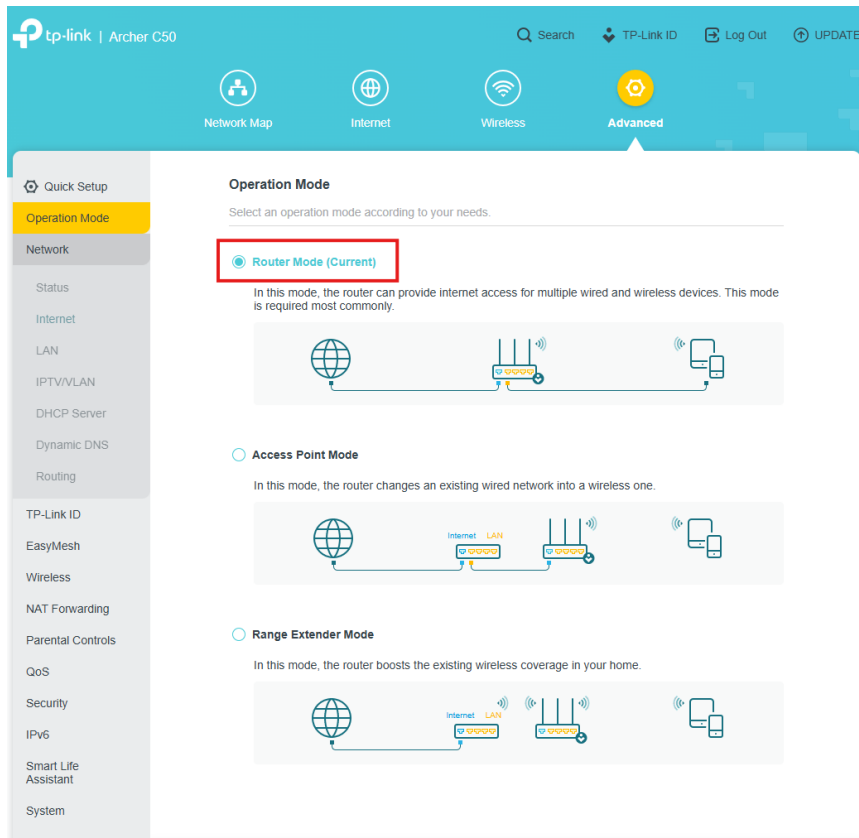 tp-link | Archer C50
Search
TP-Link ID
Log Out
UPDATE
Network Map
Internet
Wireless
Advanced
Quick Setup
Operation Mode
Network
Status
Internet
LAN
IPTV/VLAN
DHCP Server
Dynamic DNS
Routing
TP-Link ID
EasyMesh
Wireless
NAT Forwarding
Parental Controls
QoS
Security
IPv6
Smart Life
Assistant
System
Operation Mode
Select an operation mode according to your needs.
Router Mode (Current)
In this mode, the router can provide internet access for multiple wired and wireless devices. This mode
is required most commonly.
Access Point Mode
In this mode, the router changes an existing wired network into a wireless one.
Internet LAN
Range Extender Mode
In this mode, the router boosts the existing wireless coverage in your home.
Internet LAN